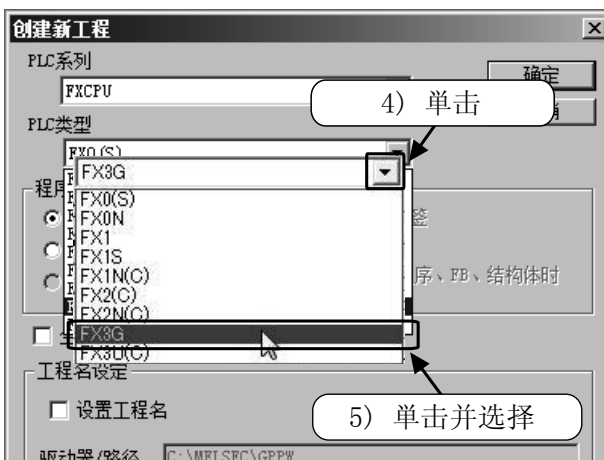 创建新工程
PLC系列
FXCPU
确定
4) 单击
PLC类型
FX0(S)
FX3G
程序
FX0(S)
FX0N
FX1
FX1S
FX1N(C)
序、FB、结构体时
FX2(C)
FX2N(C)
FX3G
FX3U(C)
工程名设定
设置工程名
5) 单击并选择
驱动器/路径 C:\MELSEC\GPPW